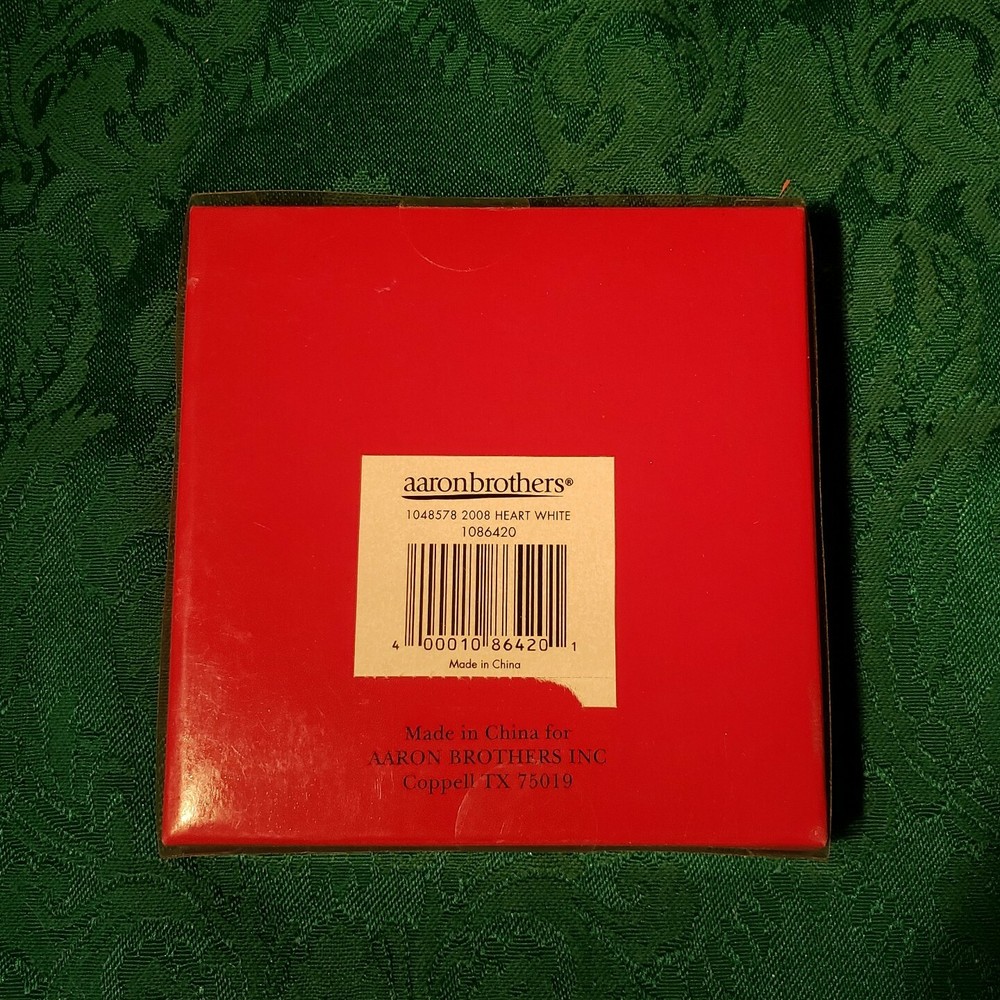 aaronbrothers®
1048578 2008 HEART WHITE
1086420
4 00010 86420 1
Made in China
Made in China for
AARON BROTHERS INC
Coppell TX 75019